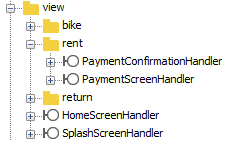 view
bike
rent
PaymentConfirmationHandler
PaymentScreenHandler
return
HomeScreenHandler
SplashScreenHandler